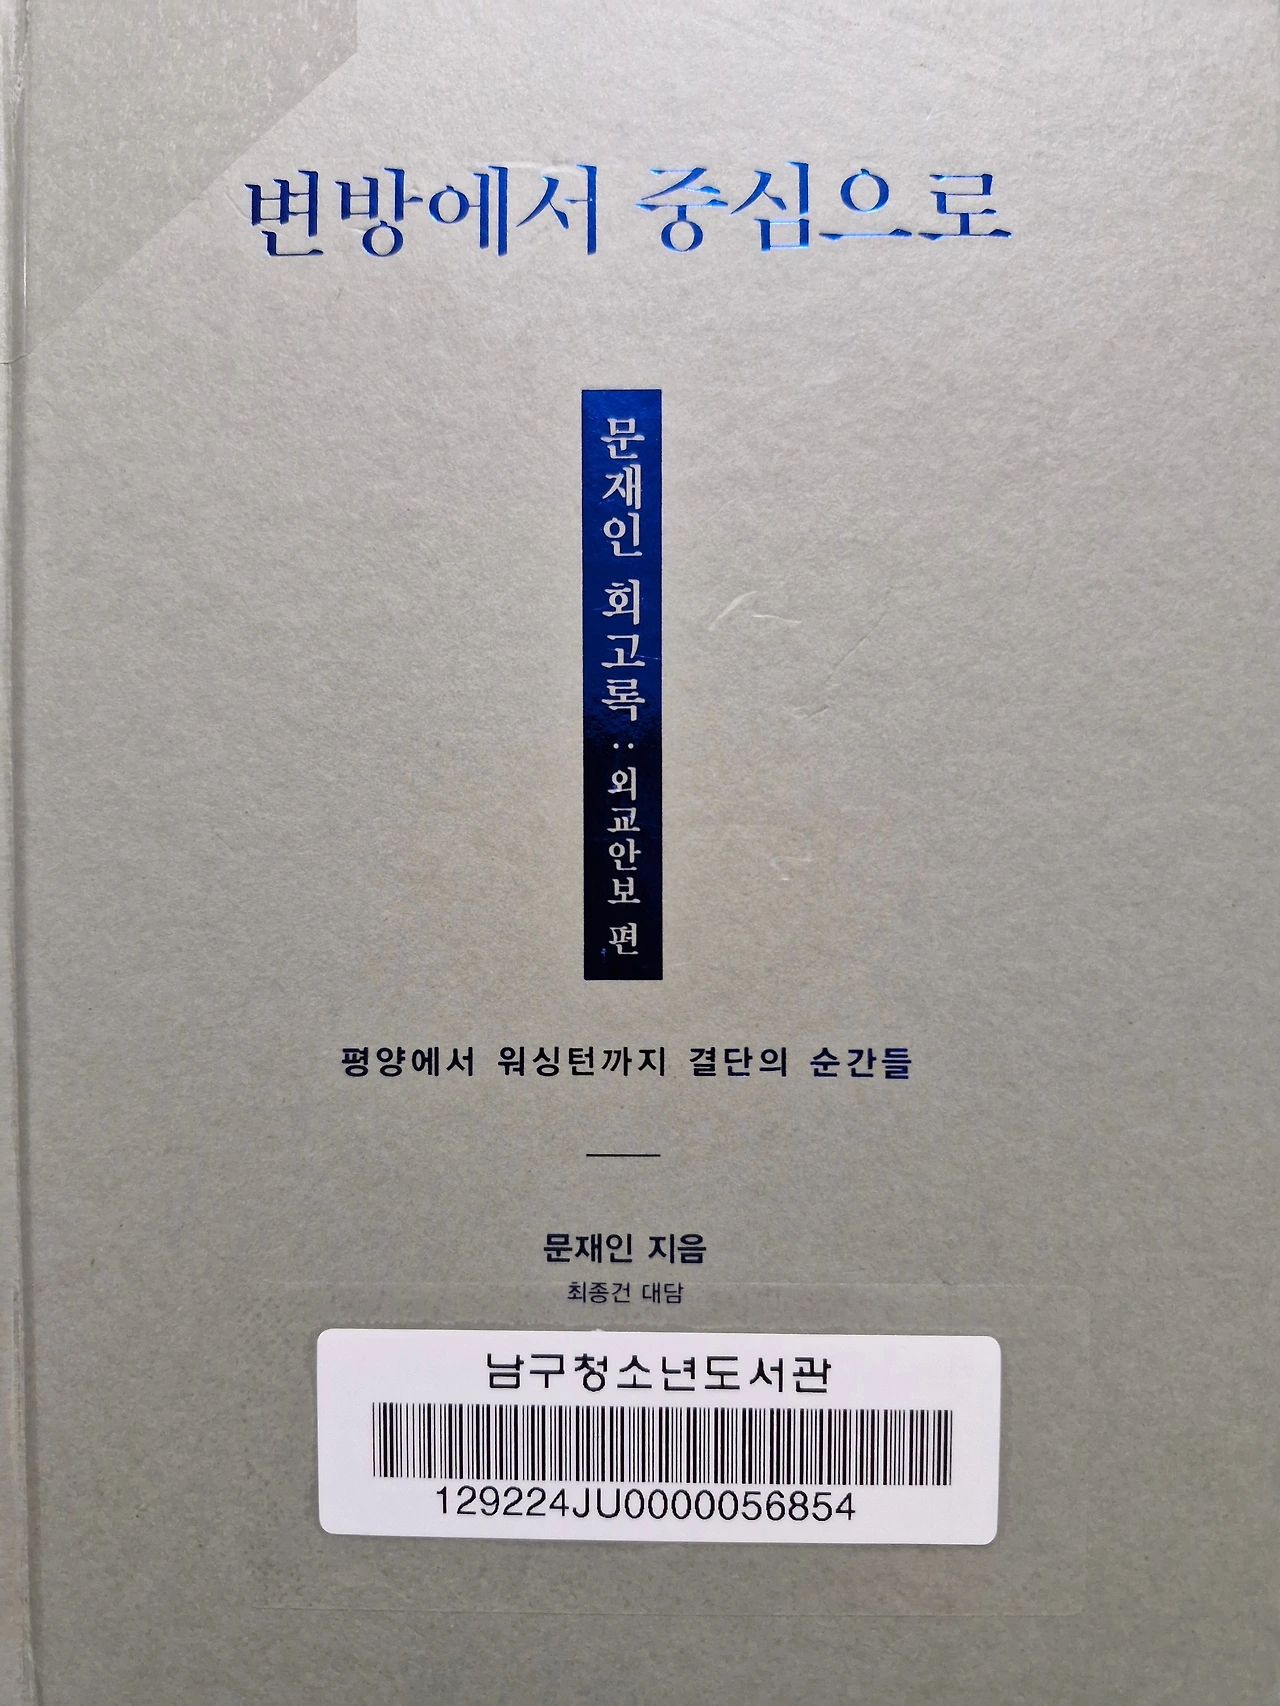 변방에서 중심으로
문재인 회고록 : 외교안보 편
평양에서 워싱턴까지 결단의 순간들
문재인 지음
최종건 대담
남구청소년도서관
129224JU0000056854